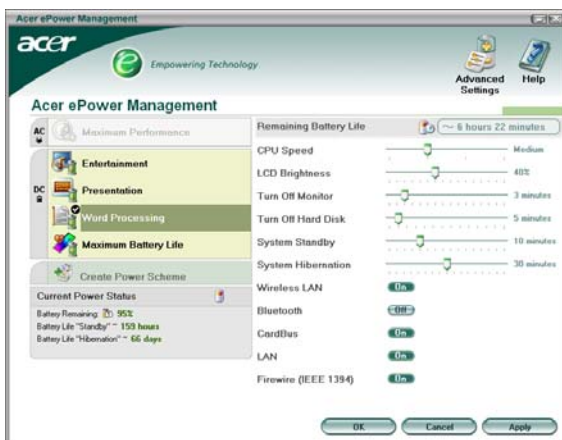 Acer ePower Management
acer
e
Empowering Technology
Advanced Settings
Help
Acer ePower Management
AC
Maximum Performance
DC
Entertainment
Presentation
Word Processing
Maximum Battery Life
Create Power Scheme
Current Power Status
Battery Remaining: 95%
Battery Life "Standby" ~ 159 hours
Battery Life "Hibernation" ~ 66 days
Remaining Battery Life ~ 6 hours 22 minutes
CPU Speed Medium
LCD Brightness 40%
Turn Off Monitor 3 minutes
Turn Off Hard Disk 5 minutes
System Standby 10 minutes
System Hibernation 30 minutes
Wireless LAN On
Bluetooth Off
CardBus On
LAN On
Firewire (IEEE 1394) On
OK Cancel Apply